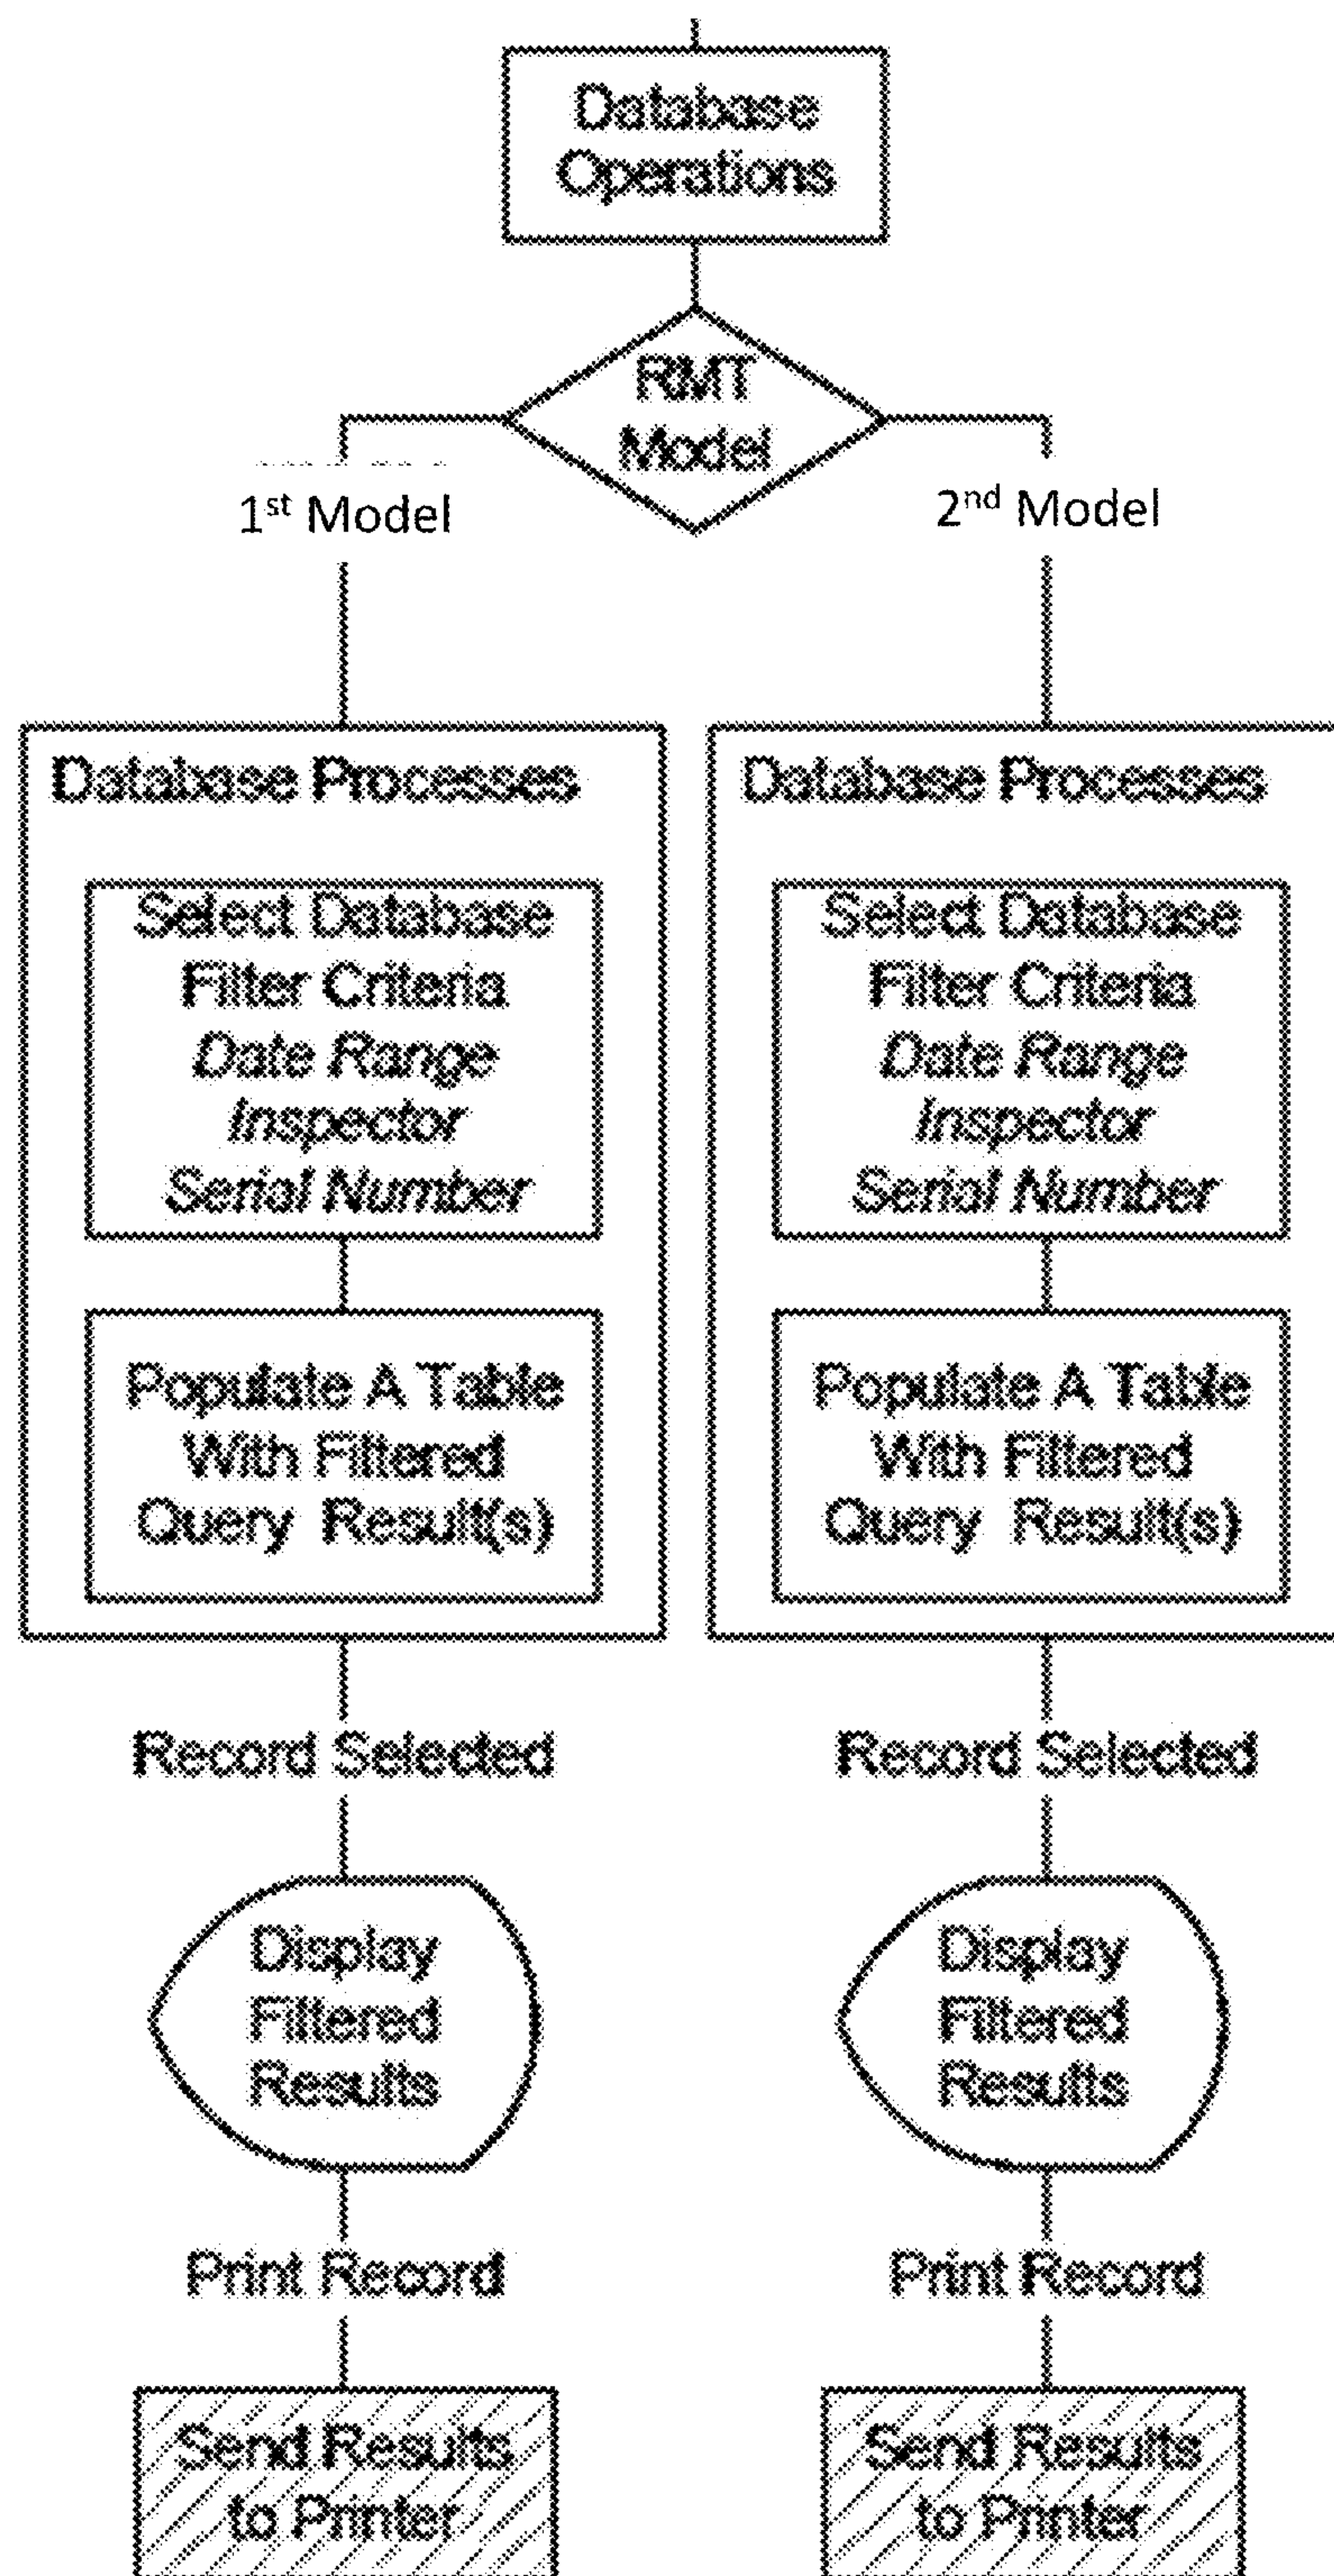 Database
Operations
RMT
Model
1st Model
2nd Model
Database Processes
Select Database
Filter Criteria
Date Range
Inspector
Serial Number
Populate A Table
With Filtered
Query Result(s)
Record Selected
Display
Filtered
Results
Print Record
Send Results
to Printer
Database Processes
Select Database
Filter Criteria
Date Range
Inspector
Serial Number
Populate A Table
With Filtered
Query Result(s)
Record Selected
Display
Filtered
Results
Print Record
Send Results
to Printer